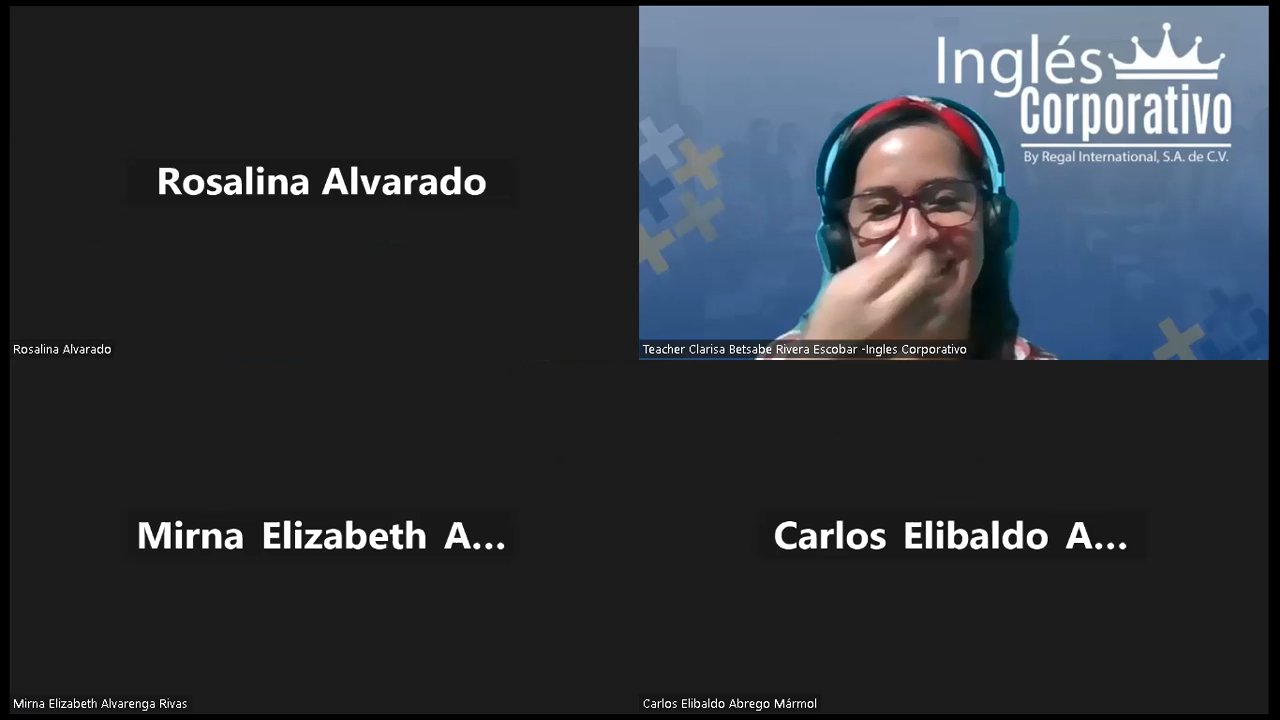 Rosalina Alvarado
Rosalina Alvarado
Inglés
Corporativo
By Regal International, S.A. de C.V.
Teacher Clarisa Betsabe Rivera Escobar -Ingles Corporativo
Mirna Elizabeth A...
Mirna Elizabeth Alvarenga Rivas
Carlos Elibaldo A...
Carlos Elibaldo Abrego Mármol